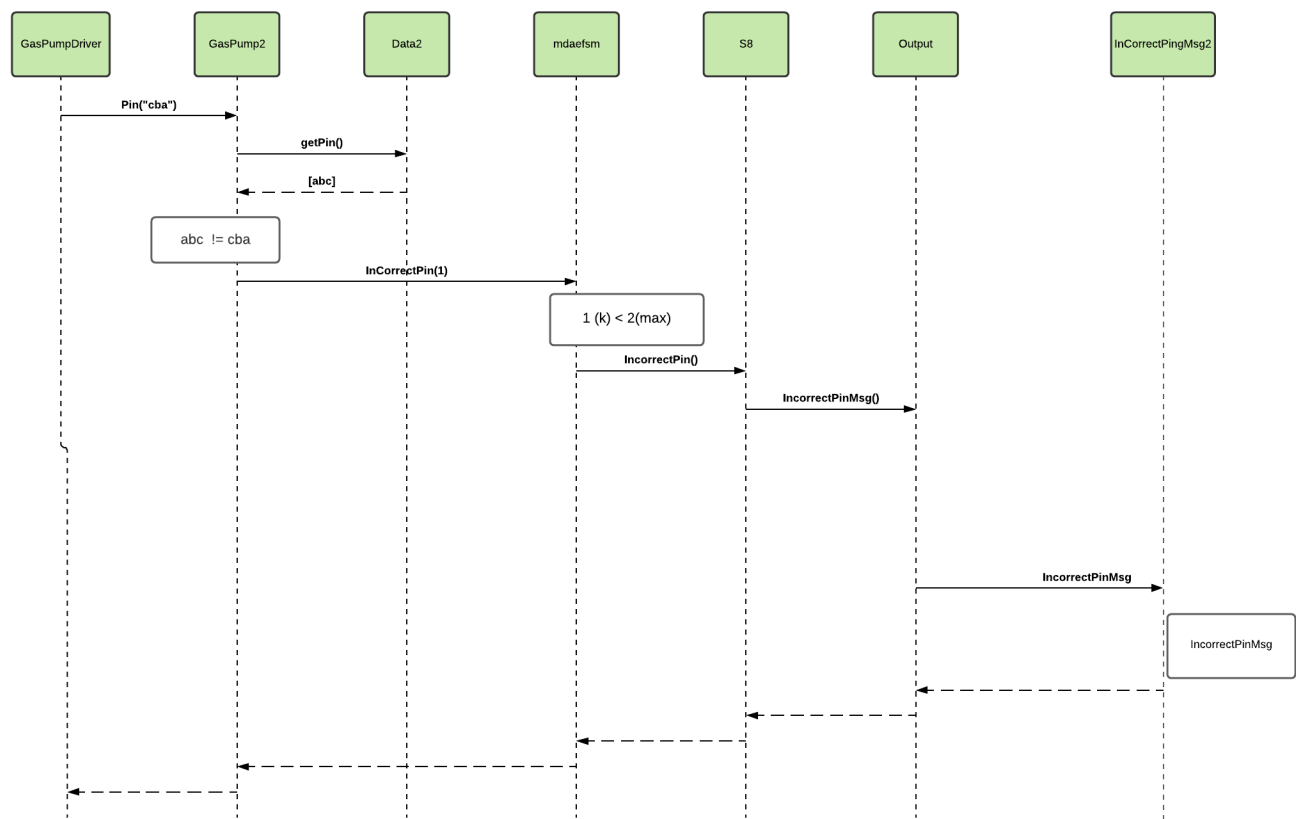 GasPumpDriver
GasPump2
Data2
mdaefsm
S8
Output
InCorrectPingMsg2
Pin("cba")
getPin()
[abc]
abc  != cba
InCorrectPin(1)
1 (k) < 2(max)
IncorrectPin()
IncorrectPinMsg()
IncorrectPinMsg
IncorrectPinMsg